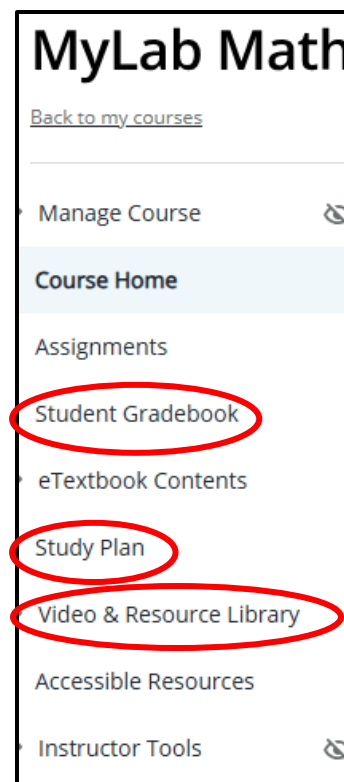 MyLab Math
Back to my courses
Manage Course
Course Home
Assignments
Student Gradebook
eTextbook Contents
Study Plan
Video & Resource Library
Accessible Resources
Instructor Tools